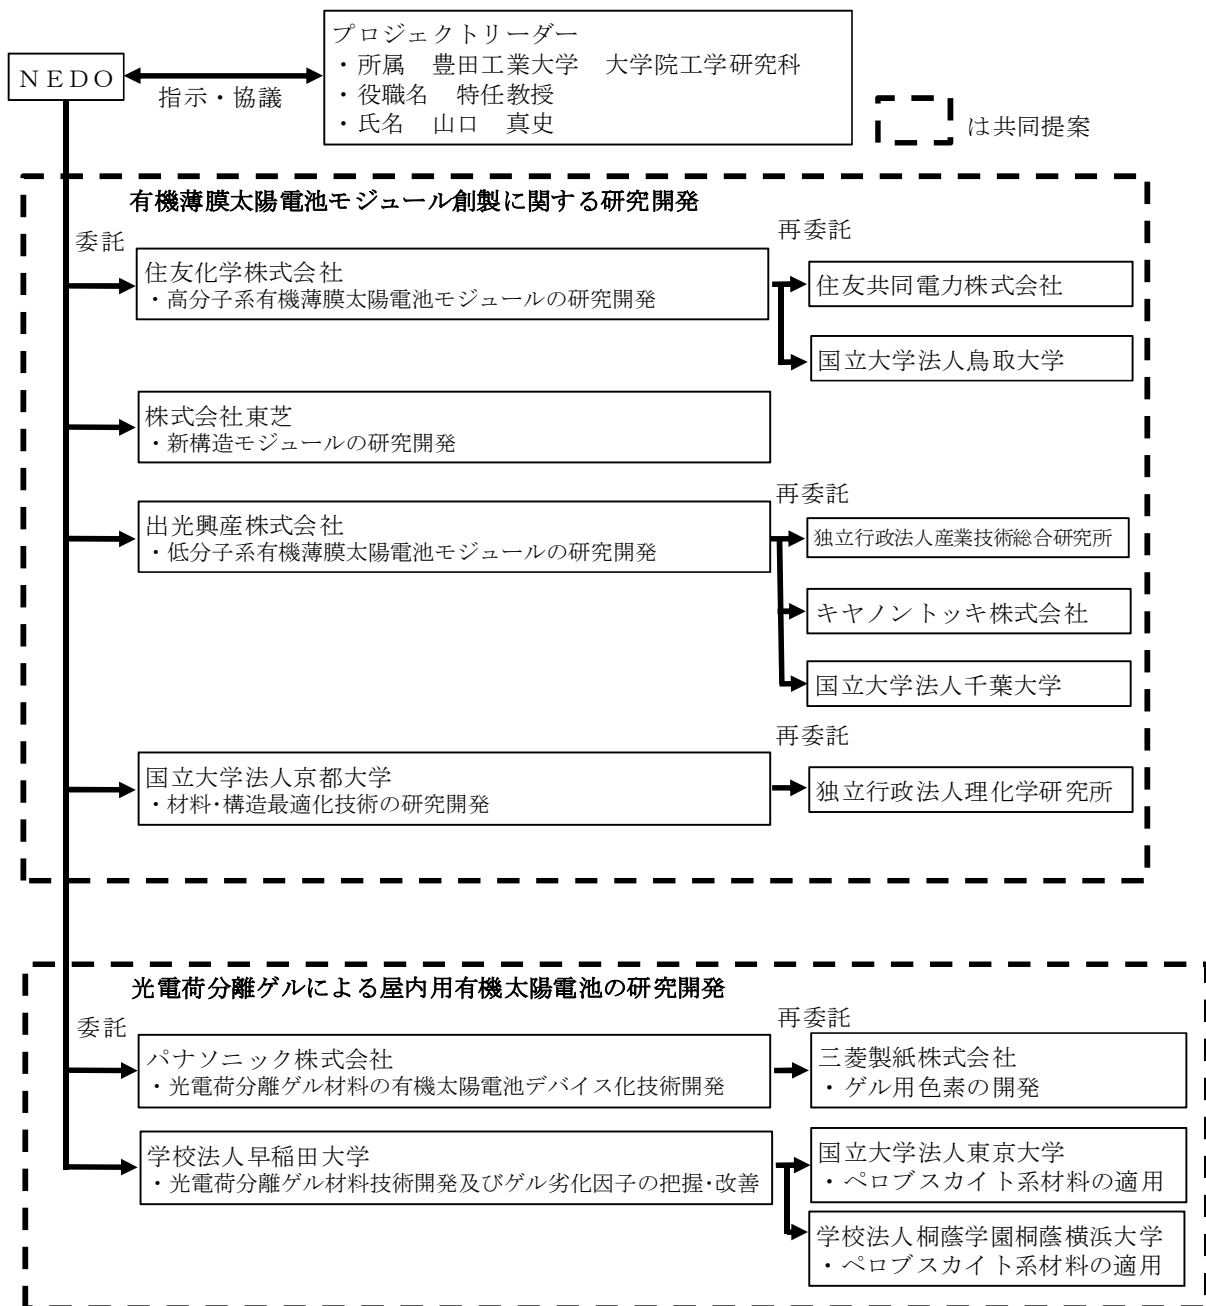 プロジェクトリーダー
・所属　豊田工業大学　大学院工学研究科
・役職名　特任教授
・氏名　山口　真史
NEDO
指示・協議
は共同提案
有機薄膜太陽電池モジュール創製に関する研究開発
委託
再委託
住友化学株式会社
・高分子系有機薄膜太陽電池モジュールの研究開発
住友共同電力株式会社
国立大学法人鳥取大学
株式会社東芝
・新構造モジュールの研究開発
再委託
出光興産株式会社
・低分子系有機薄膜太陽電池モジュールの研究開発
独立行政法人産業技術総合研究所
キヤノントッキ株式会社
国立大学法人千葉大学
再委託
国立大学法人京都大学
・材料・構造最適化技術の研究開発
独立行政法人理化学研究所
光電荷分離ゲルによる屋内用有機太陽電池の研究開発
委託
再委託
パナソニック株式会社
・光電荷分離ゲル材料の有機太陽電池デバイス化技術開発
三菱製紙株式会社
・ゲル用色素の開発
学校法人早稲田大学
・光電荷分離ゲル材料技術開発及びゲル劣化因子の把握・改善
国立大学法人東京大学
・ペロブスカイト系材料の適用
学校法人桐蔭学園桐蔭横浜大学
・ペロブスカイト系材料の適用